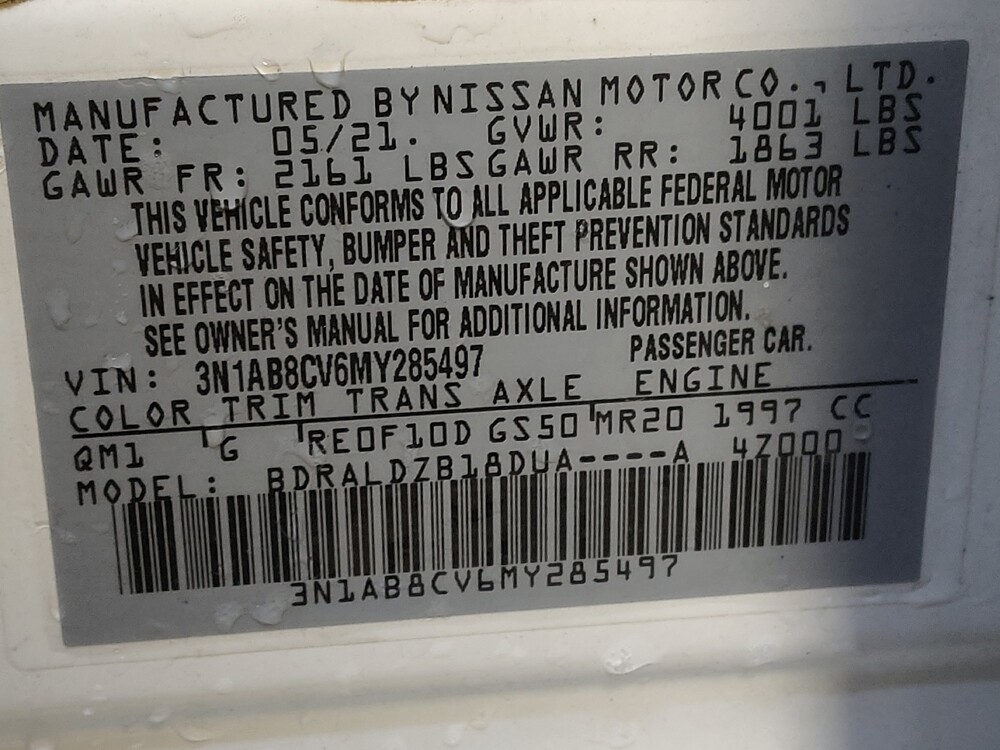 MANUFACTURED BY NISSAN MOTOR CO., LTD.
DATE: 05/21. GVWR: 4001 LBS
GAWR FR: 2161 LBS GAWR RR: 1863 LBS
THIS VEHICLE CONFORMS TO ALL APPLICABLE FEDERAL MOTOR
VEHICLE SAFETY, BUMPER AND THEFT PREVENTION STANDARDS
IN EFFECT ON THE DATE OF MANUFACTURE SHOWN ABOVE.
SEE OWNER'S MANUAL FOR ADDITIONAL INFORMATION.
VIN: 3N1AB8CV6MY285497 PASSENGER CAR.
COLOR TRIM TRANS AXLE ENGINE
QM1 G RE0F10D GS50 MR20 1997 CC
MODEL: BDRALDZB18DUA----A 4Z000
3N1AB8CV6MY285497